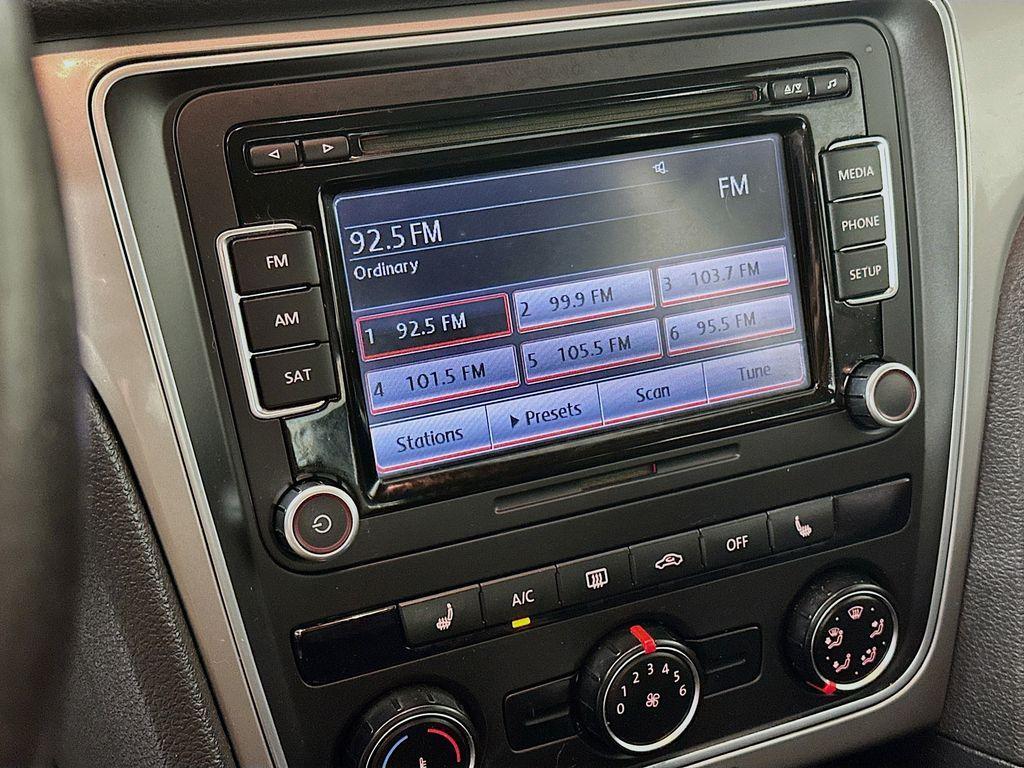 MEDIA
PHONE
SETUP
FM
AM
SAT
FM
92.5 FM
Ordinary
1 92.5 FM
2 99.9 FM
3 103.7 FM
4 101.5 FM
5 105.5 FM
6 95.5 FM
Stations
Presets
Scan
Tune
A/C
OFF
0 1 2 3 4 5 6